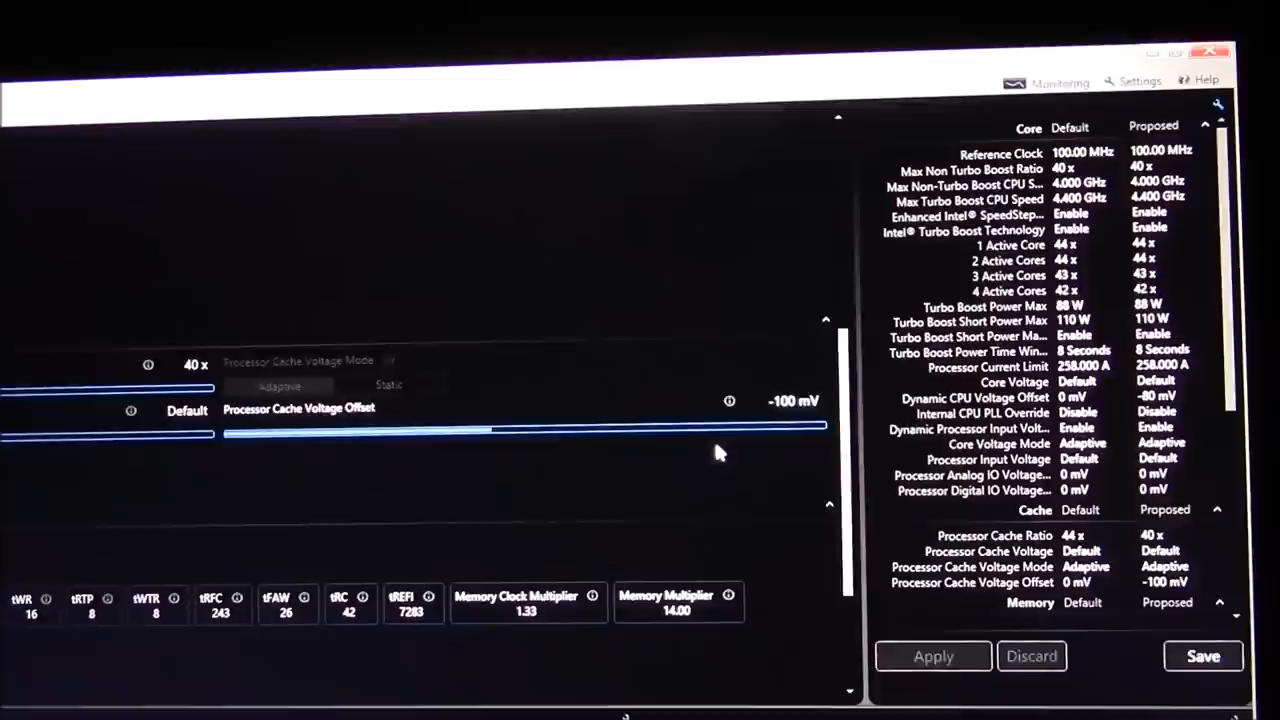 Monitoring Settings Help
Core Default Proposed
Reference Clock 100.00 MHz 100.00 MHz
Max Non Turbo Boost Ratio 40 x 40 x
Max Non-Turbo Boost CPU S... 4.000 GHz 4.000 GHz
Max Turbo Boost CPU Speed 4.400 GHz 4.400 GHz
Enhanced Intel® SpeedStep... Enable Enable
Intel® Turbo Boost Technology Enable Enable
1 Active Core 44 x 44 x
2 Active Cores 44 x 44 x
3 Active Cores 43 x 43 x
4 Active Cores 42 x 42 x
Turbo Boost Power Max 88 W 88 W
Turbo Boost Short Power Max 110 W 110 W
Turbo Boost Short Power Ma... Enable Enable
Turbo Boost Power Time Win... 8 Seconds 8 Seconds
Processor Current Limit 258.000 A 258.000 A
Core Voltage Default Default
Dynamic CPU Voltage Offset 0 mV -80 mV
Internal CPU PLL Override Disable Disable
Dynamic Processor Input Volt... Enable Enable
Core Voltage Mode Adaptive Adaptive
Processor Input Voltage Default Default
Processor Analog IO Voltage... 0 mV 0 mV
Processor Digital IO Voltage... 0 mV 0 mV
Cache Default Proposed
Processor Cache Ratio 44 x 40 x
Processor Cache Voltage Default Default
Processor Cache Voltage Mode Adaptive Adaptive
Processor Cache Voltage Offset 0 mV -100 mV
Memory Default Proposed
Apply Discard Save
40 x Processor Cache Voltage Mode
Adaptive Static
Default Processor Cache Voltage Offset -100 mV
tWR tRTP tWTR tRFC tFAW tRC tREFI Memory Clock Multiplier Memory Multiplier
16 8 8 243 26 42 7283 1.33 14.00